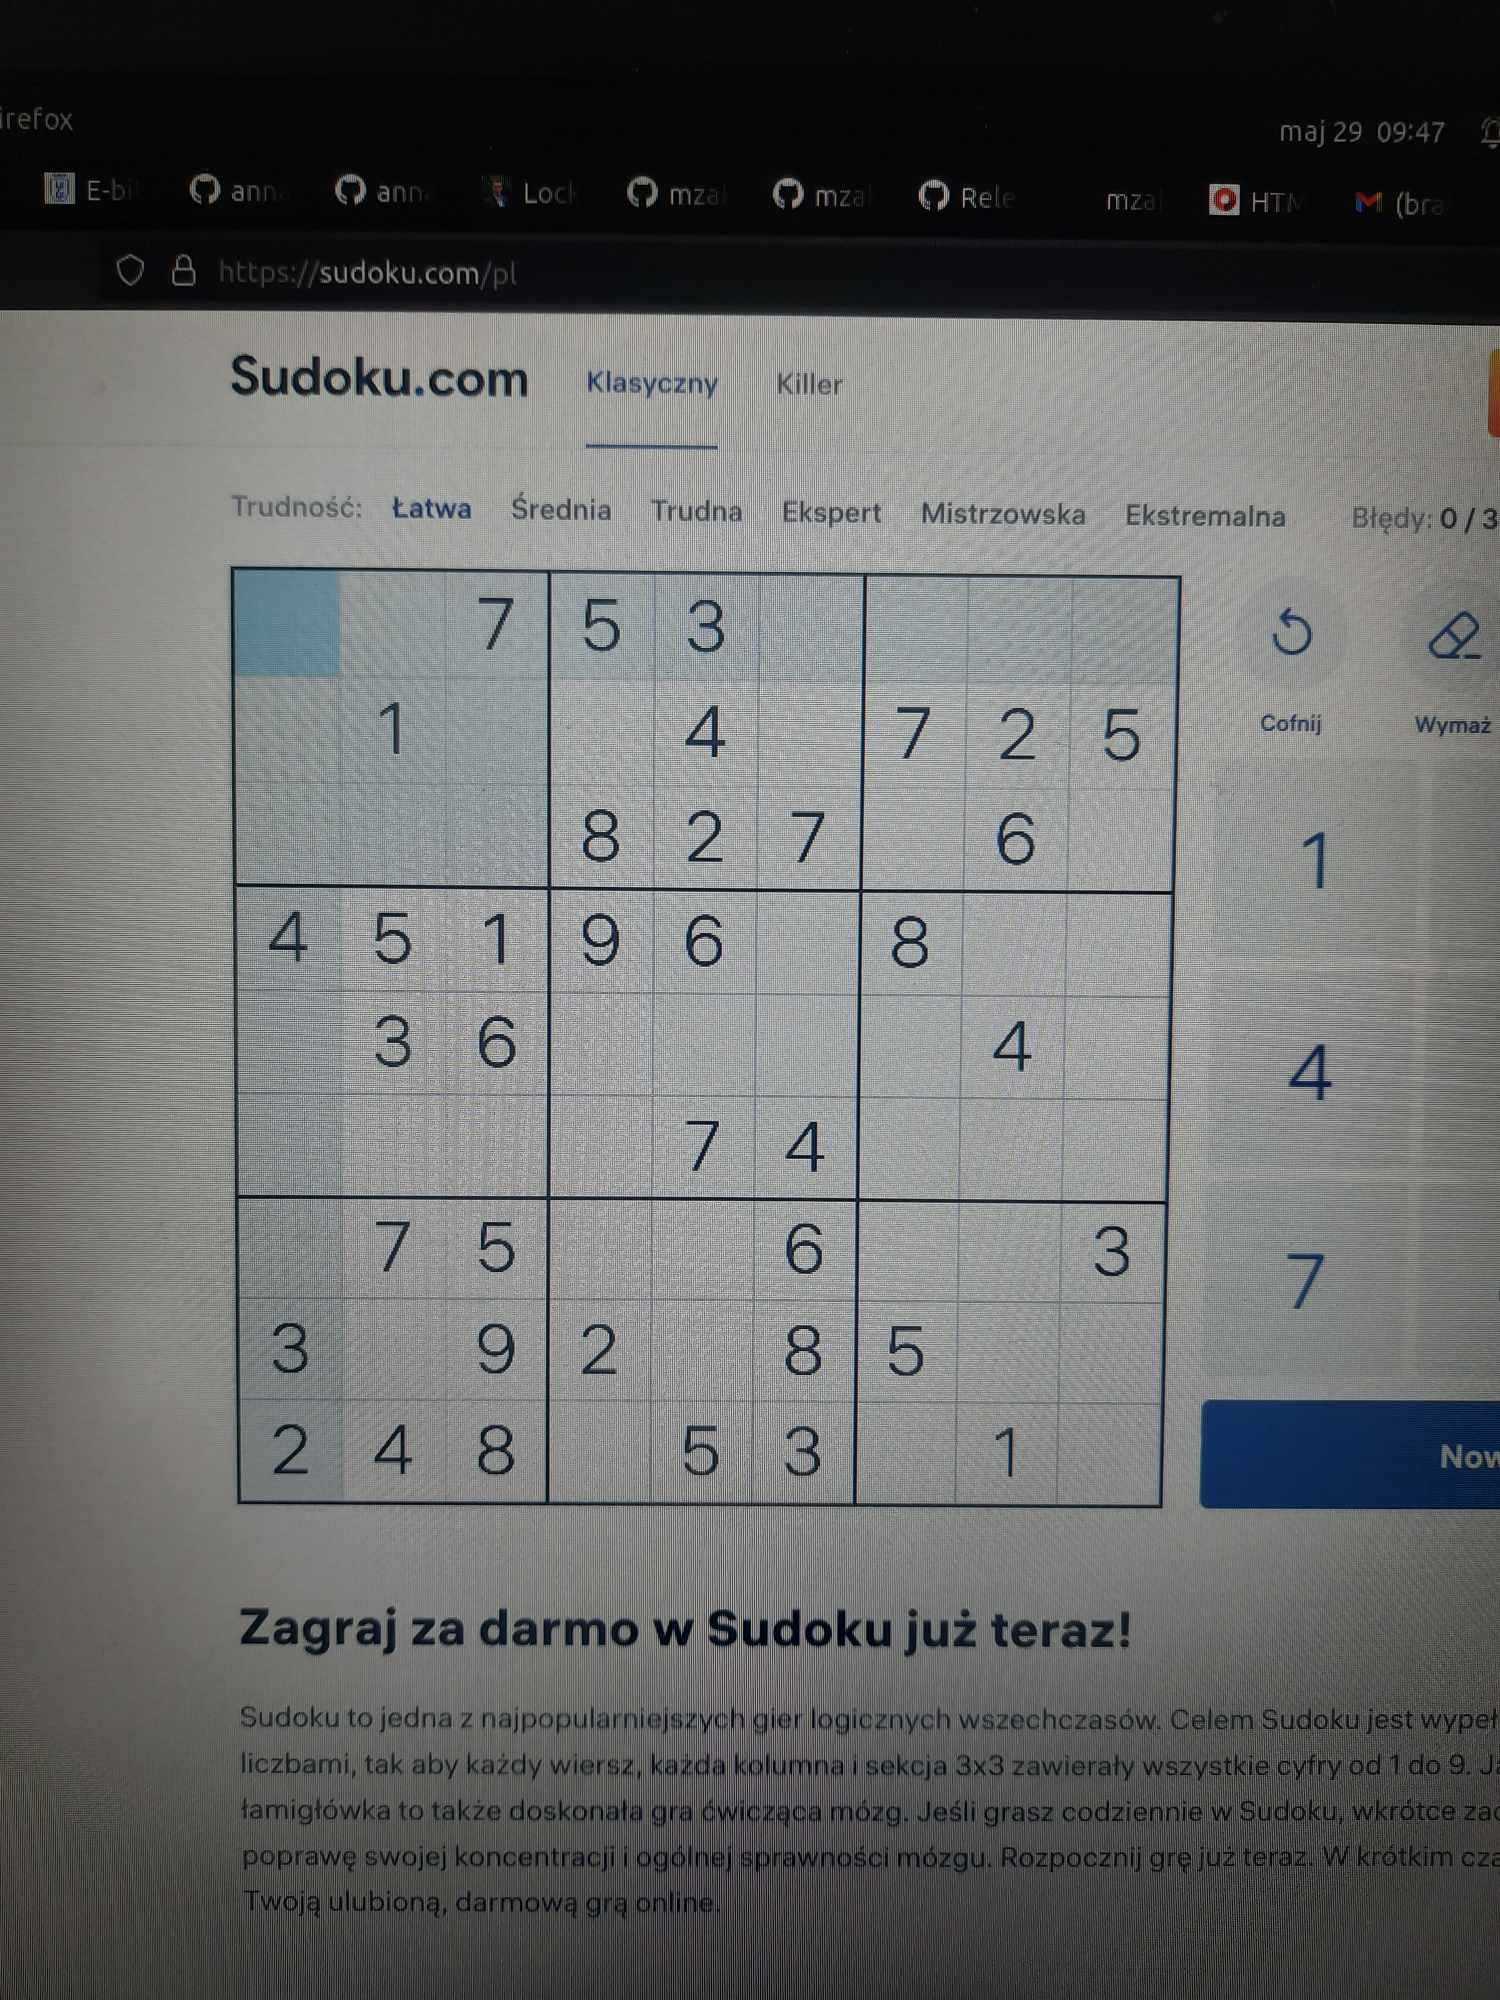 irefox
maj 29 09:47
E-bi ann ann Loc mza mza Rele mza HTM (bra
https://sudoku.com/pl
Sudoku.com Klasyczny Killer
Trudność: Łatwa Średnia Trudna Ekspert Mistrzowska Ekstremalna Błędy: 0 / 3
7 5 3
1 4 7 2 5
8 2 7 6
4 5 1 9 6 8
3 6 4
7 4
7 5 6 3
3 9 2 8 5
2 4 8 5 3 1
Cofnij Wymaż
1
4
7
Now
Zagraj za darmo w Sudoku już teraz!
Sudoku to jedna z najpopularniejszych gier logicznych wszechczasów. Celem Sudoku jest wypeł
liczbami, tak aby każdy wiersz, każda kolumna i sekcja 3x3 zawierały wszystkie cyfry od 1 do 9. Ja
łamigłówka to także doskonała gra ćwicząca mózg. Jeśli grasz codziennie w Sudoku, wkrótce zac
poprawę swojej koncentracji i ogólnej sprawności mózgu. Rozpocznij grę już teraz. W krótkim cza
Twoją ulubioną, darmową grą online.